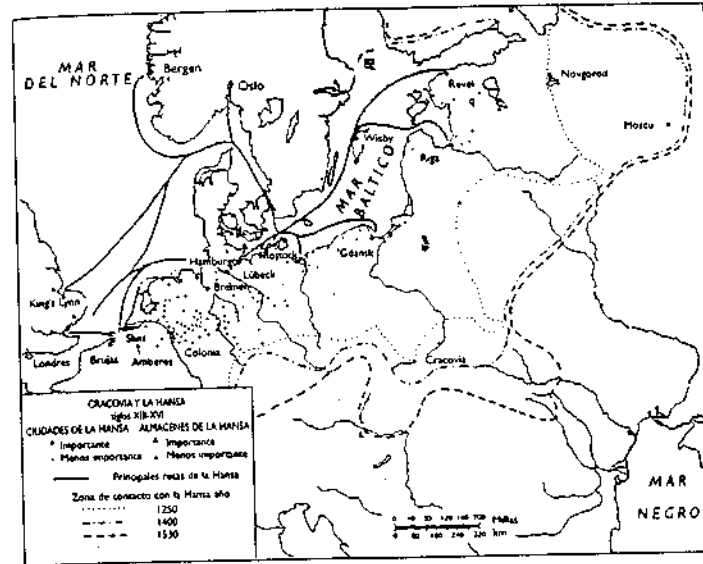 MAR
DEL NORTE
Bergen
Oslo
Revel
Novgorod
Moscu
Wisby
Riga
MAR
BALTICO
Gdansk
Hamburgo
Rostock
Lübeck
Bremen
King's Lynn
Londres
Brujas
Amberes
Colonia
Cracovia
MAR
NEGRO
CRACOVIA Y LA HANSA
siglos XIII-XVI
CIUDADES DE LA HANSA ALMACENES DE LA HANSA
Importante Importante
Menos importante Menos importante
Principales rutas de la Hansa
Zona de contacto con la Hansa año
1250
1400
1530
Millas
km